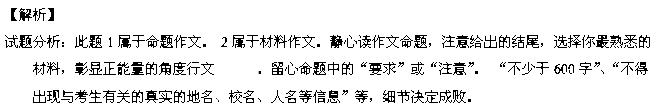 【解析】
试题分析：此题 1 属于命题作文． 2 属于材料作文．静心读作文命题，注意给出的结尾，选择你最熟悉的
材料，彰显正能量的角度行文 ．留心命题中的“要求”或“注意”． “不少于 600 字”、“不得
出现与考生有关的真实的地名、校名、人名等信息”等，细节决定成败．